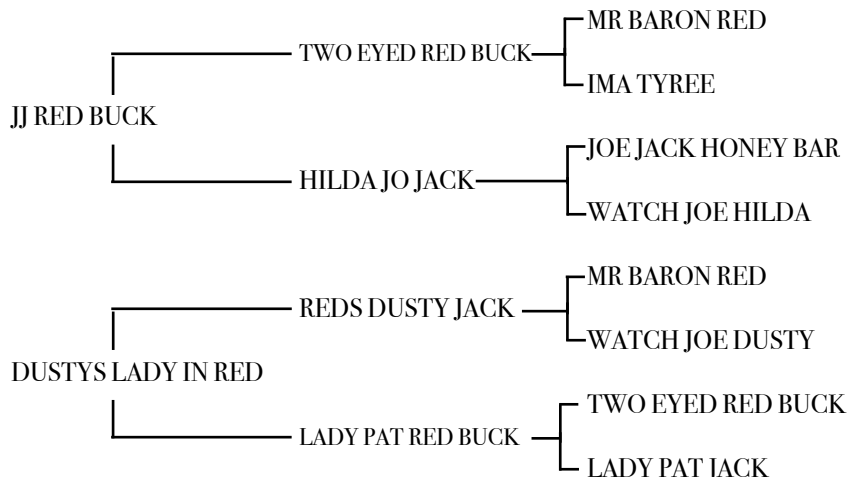 MR BARON RED
TWO EYED RED BUCK
IMA TYREE
JJ RED BUCK
JOE JACK HONEY BAR
HILDA JO JACK
WATCH JOE HILDA
MR BARON RED
REDS DUSTY JACK
WATCH JOE DUSTY
DUSTYS LADY IN RED
TWO EYED RED BUCK
LADY PAT RED BUCK
LADY PAT JACK